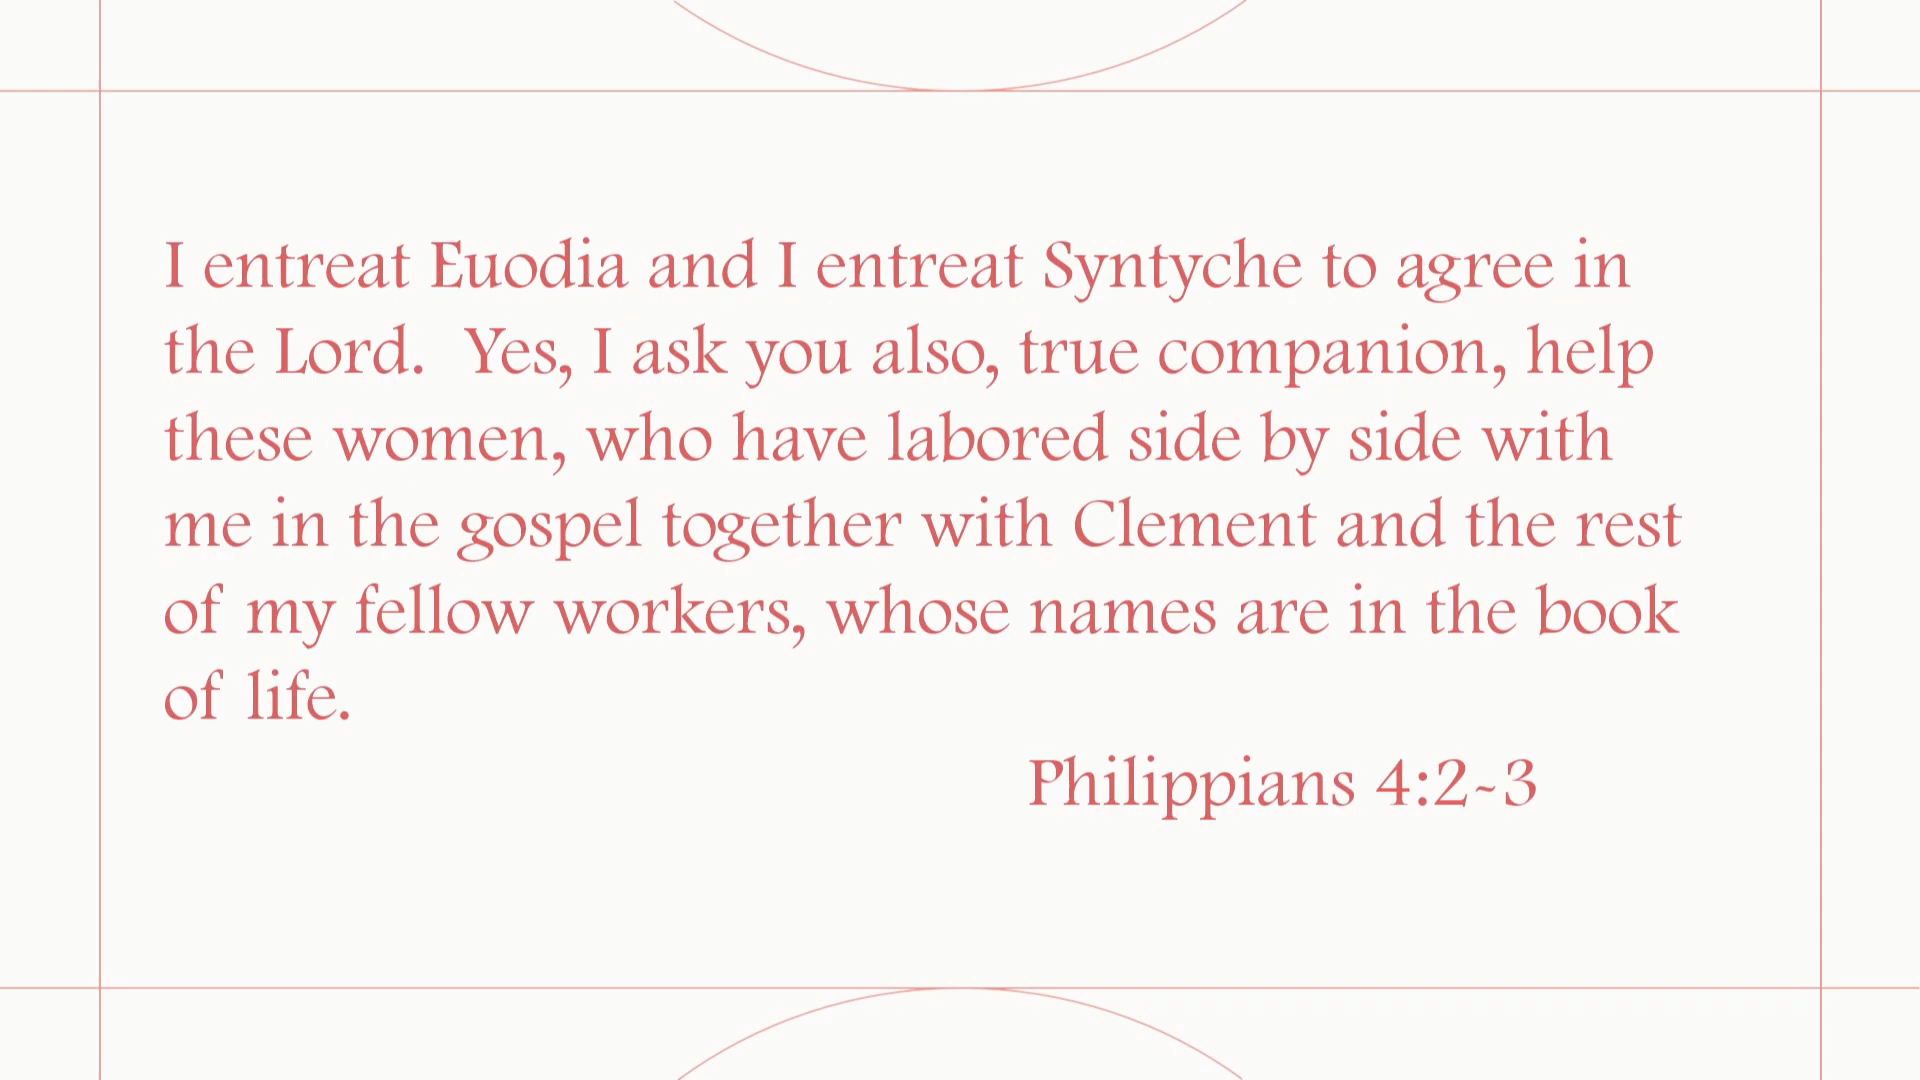 I entreat Euodia and I entreat Syntyche to agree in
the Lord.  Yes, I ask you also, true companion, help
these women, who have labored side by side with
me in the gospel together with Clement and the rest
of my fellow workers, whose names are in the book
of life.
Philippians 4:2-3